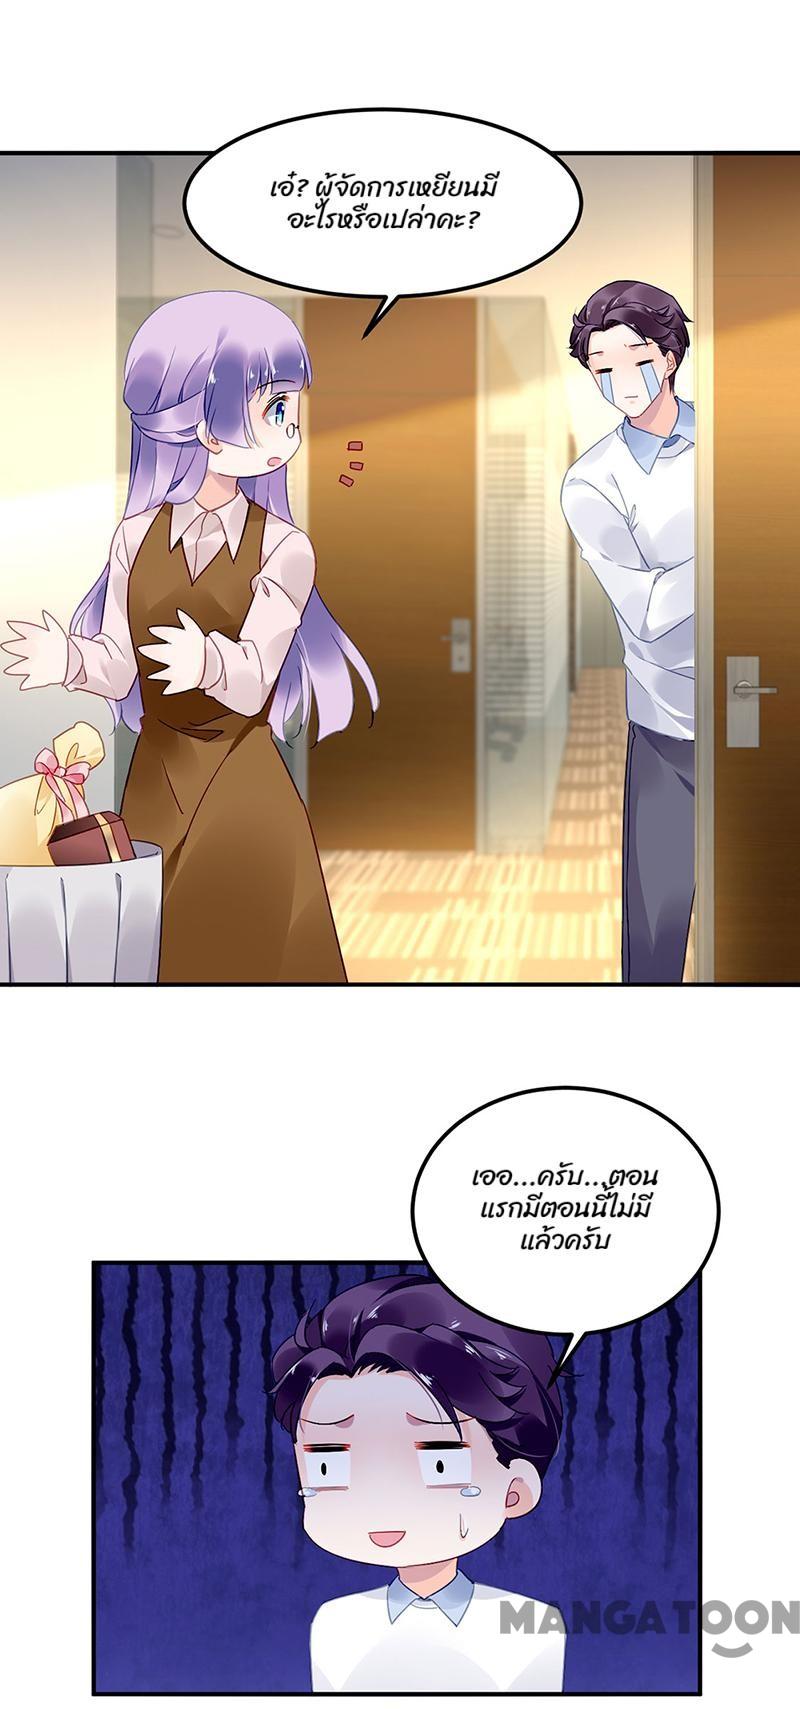 เอ๋? ผู้จัดการเหยียนมี
อะไรหรือเปล่าคะ?
เออ...ครับ...ตอน
แรกมีตอนนี้ไม่มี
แล้วครับ
MANGATOON